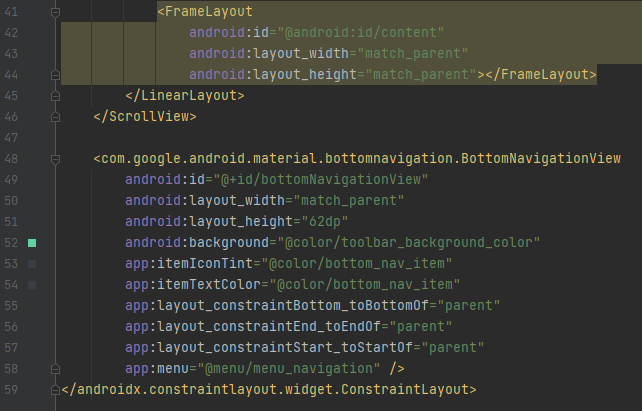 41 <FrameLayout
42 android:id="@android:id/content"
43 android:layout_width="match_parent"
44 android:layout_height="match_parent"></FrameLayout>
45 </LinearLayout>
46 </ScrollView>
47
48 <com.google.android.material.bottomnavigation.BottomNavigationView
49 android:id="@+id/bottomNavigationView"
50 android:layout_width="match_parent"
51 android:layout_height="62dp"
52 android:background="@color/toolbar_background_color"
53 app:itemIconTint="@color/bottom_nav_item"
54 app:itemTextColor="@color/bottom_nav_item"
55 app:layout_constraintBottom_toBottomOf="parent"
56 app:layout_constraintEnd_toEndOf="parent"
57 app:layout_constraintStart_toStartOf="parent"
58 app:menu="@menu/menu_navigation" />
59 </androidx.constraintlayout.widget.ConstraintLayout>